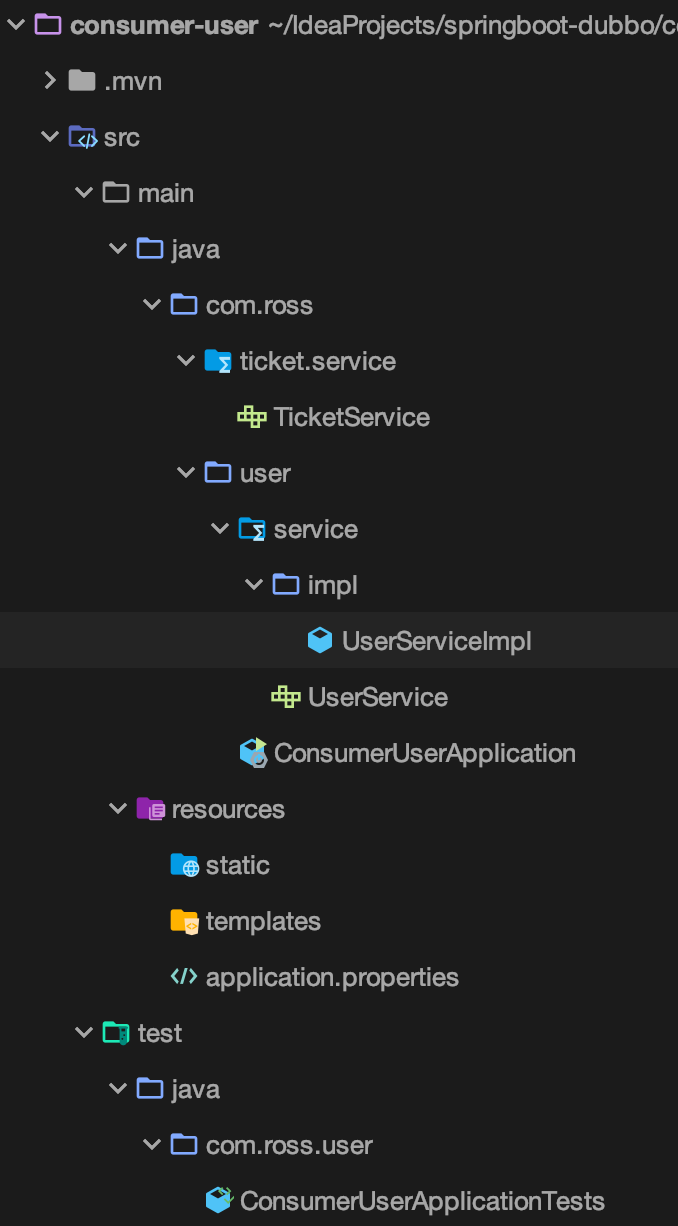 consumer-user ~/IdeaProjects/springboot-dubbo/c
.mvn
src
main
java
com.ross
ticket.service
TicketService
user
service
impl
UserServiceImpl
UserService
ConsumerUserApplication
resources
static
templates
application.properties
test
java
com.ross.user
ConsumerUserApplicationTests